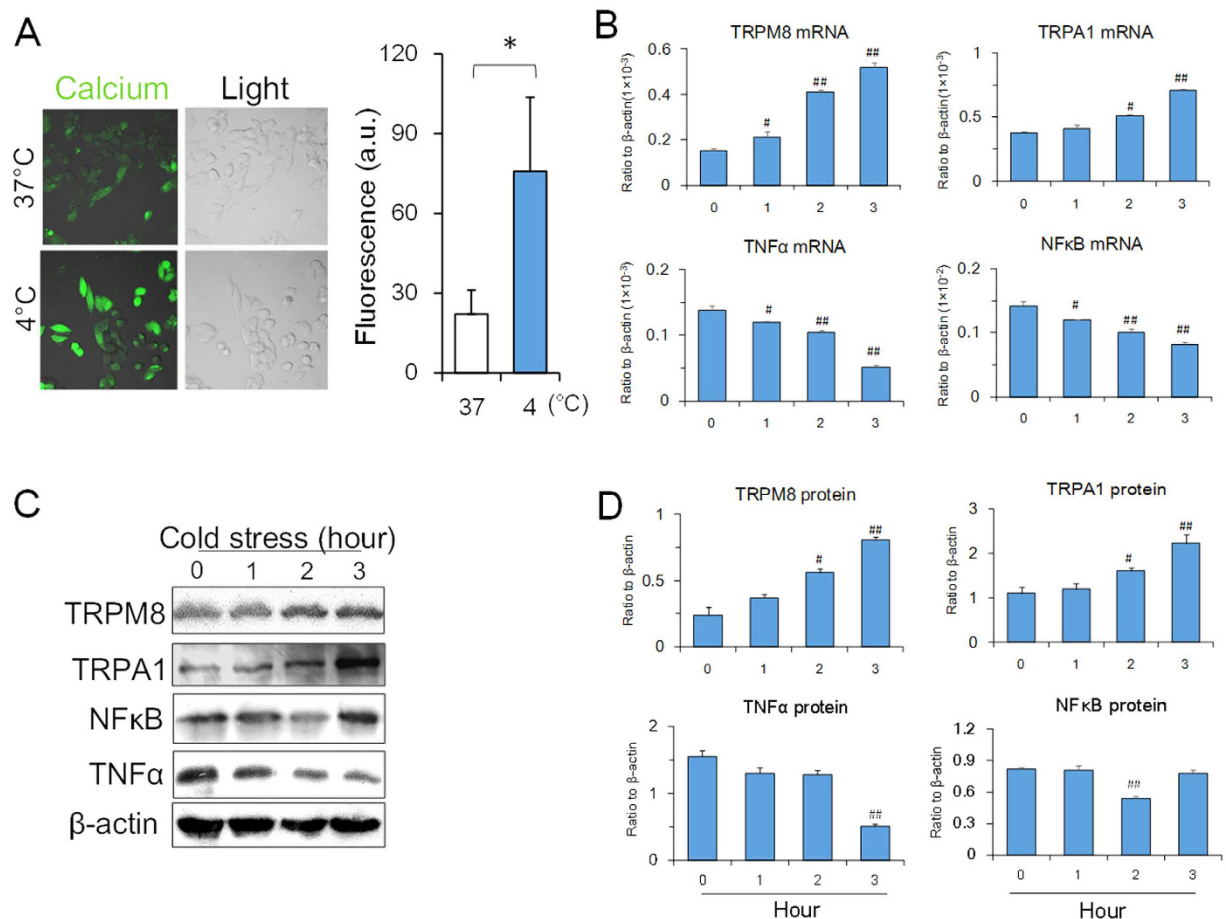 A
Calcium
Light
37°C
4°C
Fluorescence (a.u.)
120
90
60
30
0
*
37
4
(°C)
B
TRPM8 mRNA
Ratio to β-actin(1×10-3)
0.6
0.4
0.2
0
#
##
##
0
1
2
3
TRPA1 mRNA
Ratio to β-actin(1×10-3)
1
0.5
0
#
##
0
1
2
3
TNFα mRNA
Ratio to β-actin (1×10-3)
0.2
0.1
0
#
##
##
0
1
2
3
NFκB mRNA
Ratio to β-actin (1×10-2)
0.2
0.1
0
#
##
##
0
1
2
3
C
Cold stress (hour)
0 1 2 3
TRPM8
TRPA1
NFκB
TNFα
β-actin
D
TRPM8 protein
Ratio to β-actin
1
0.5
0
#
##
0
1
2
3
TRPA1 protein
Ratio to β-actin
3
2
1
0
#
##
0
1
2
3
TNFα protein
Ratio to β-actin
2
1
0
##
0
1
2
3
Hour
NFκB protein
Ratio to β-actin
1.2
0.9
0.6
0.3
0
##
0
1
2
3
Hour